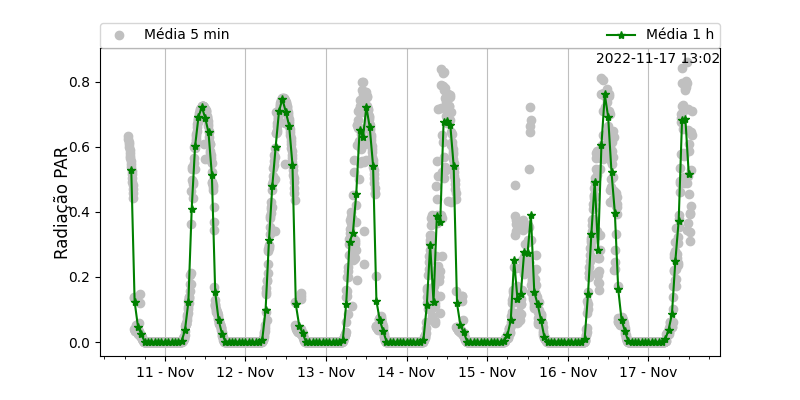 Média 5 min
Média 1 h
2022-11-17 13:02
Radiação PAR
0.8
0.6
0.4
0.2
0.0
11 - Nov
12 - Nov
13 - Nov
14 - Nov
15 - Nov
16 - Nov
17 - Nov